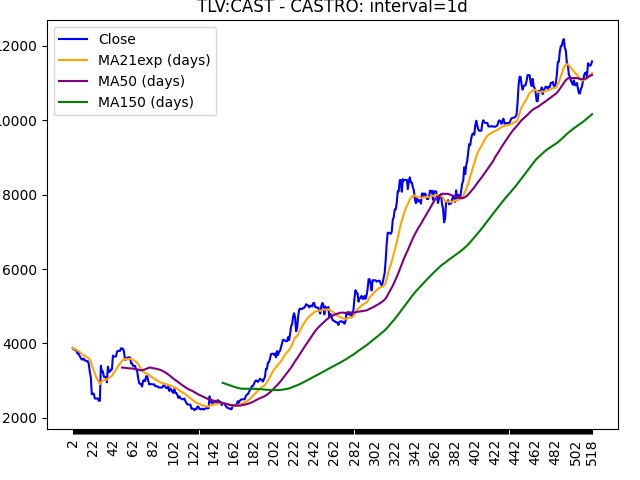 TLV:CAST - CASTRO: interval=1d
Close
MA21exp (days)
MA50 (days)
MA150 (days)
12000
10000
8000
6000
4000
2000
2 22 42 62 82 102 122 142 162 182 202 222 242 262 282 302 322 342 362 382 402 422 442 462 482 502 518